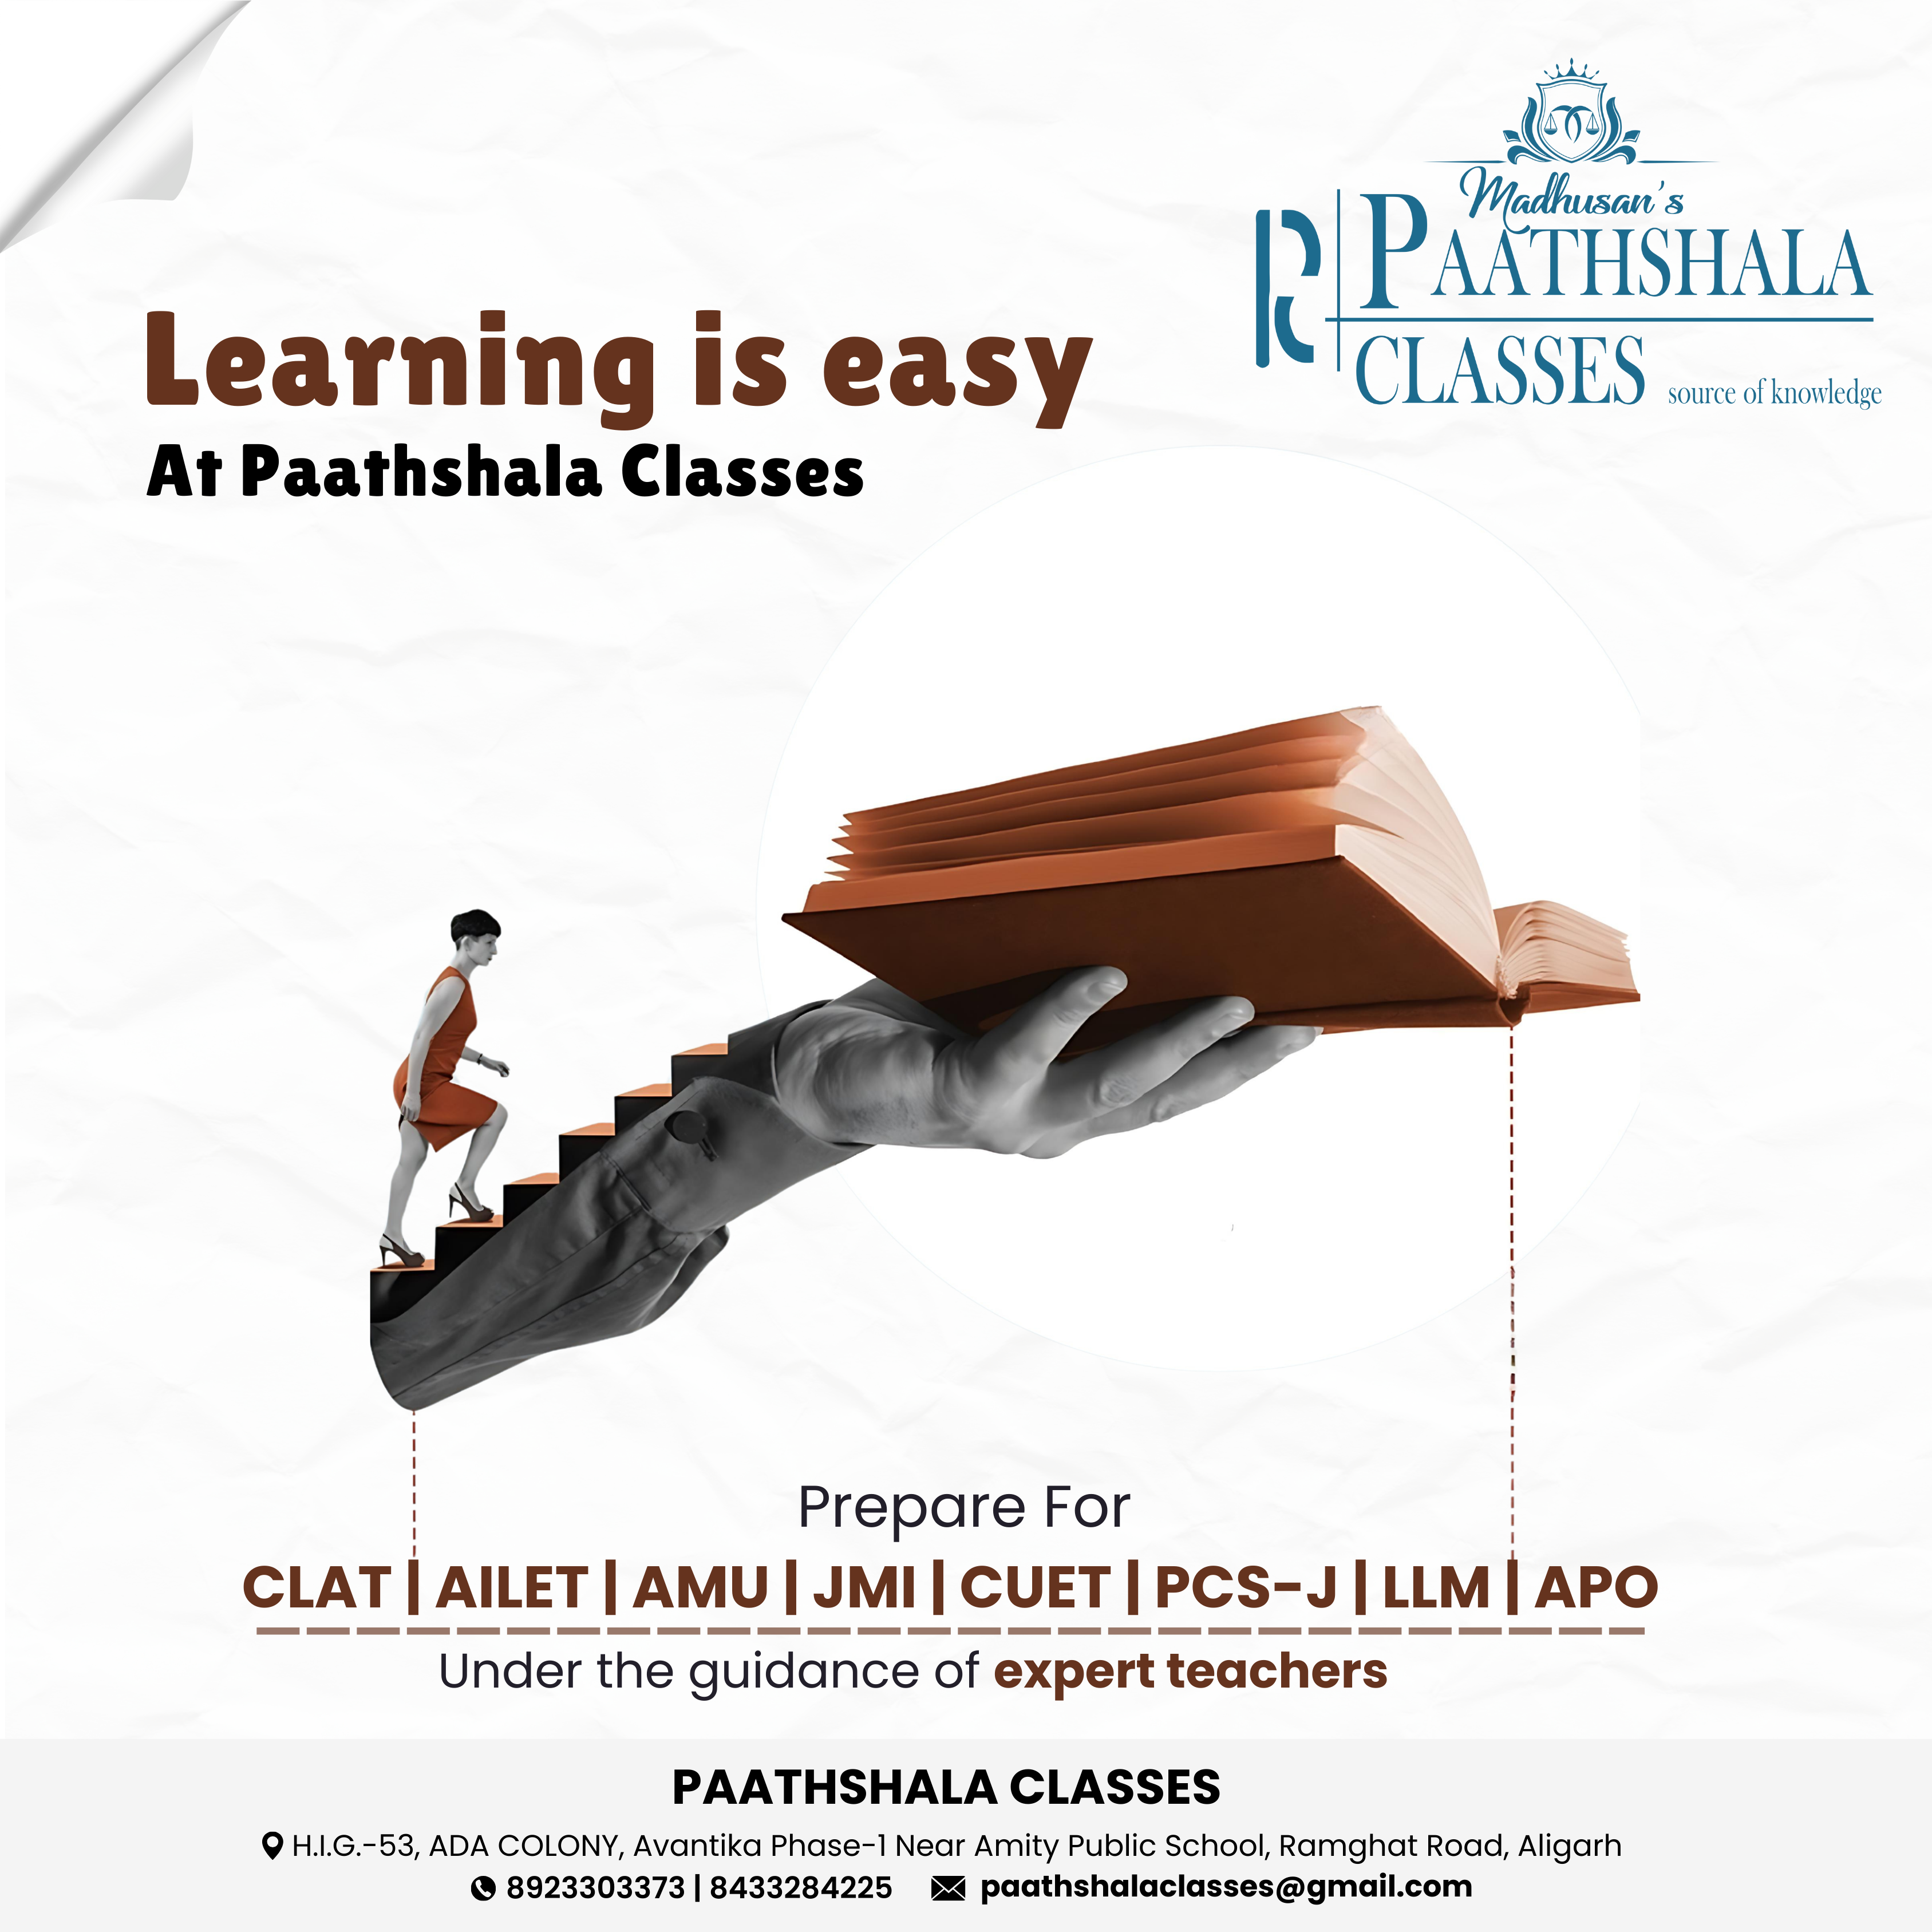 Madhusan's
PAATHSHALA
CLASSES source of knowledge
Learning is easy
At Paathshala Classes
Prepare For
CLAT | AILET | AMU | JMI | CUET | PCS-J | LLM | APO
Under the guidance of expert teachers
PAATHSHALA CLASSES
H.I.G.-53, ADA COLONY, Avantika Phase-1 Near Amity Public School, Ramghat Road, Aligarh
8923303373 | 8433284225 paathshalaclasses@gmail.com